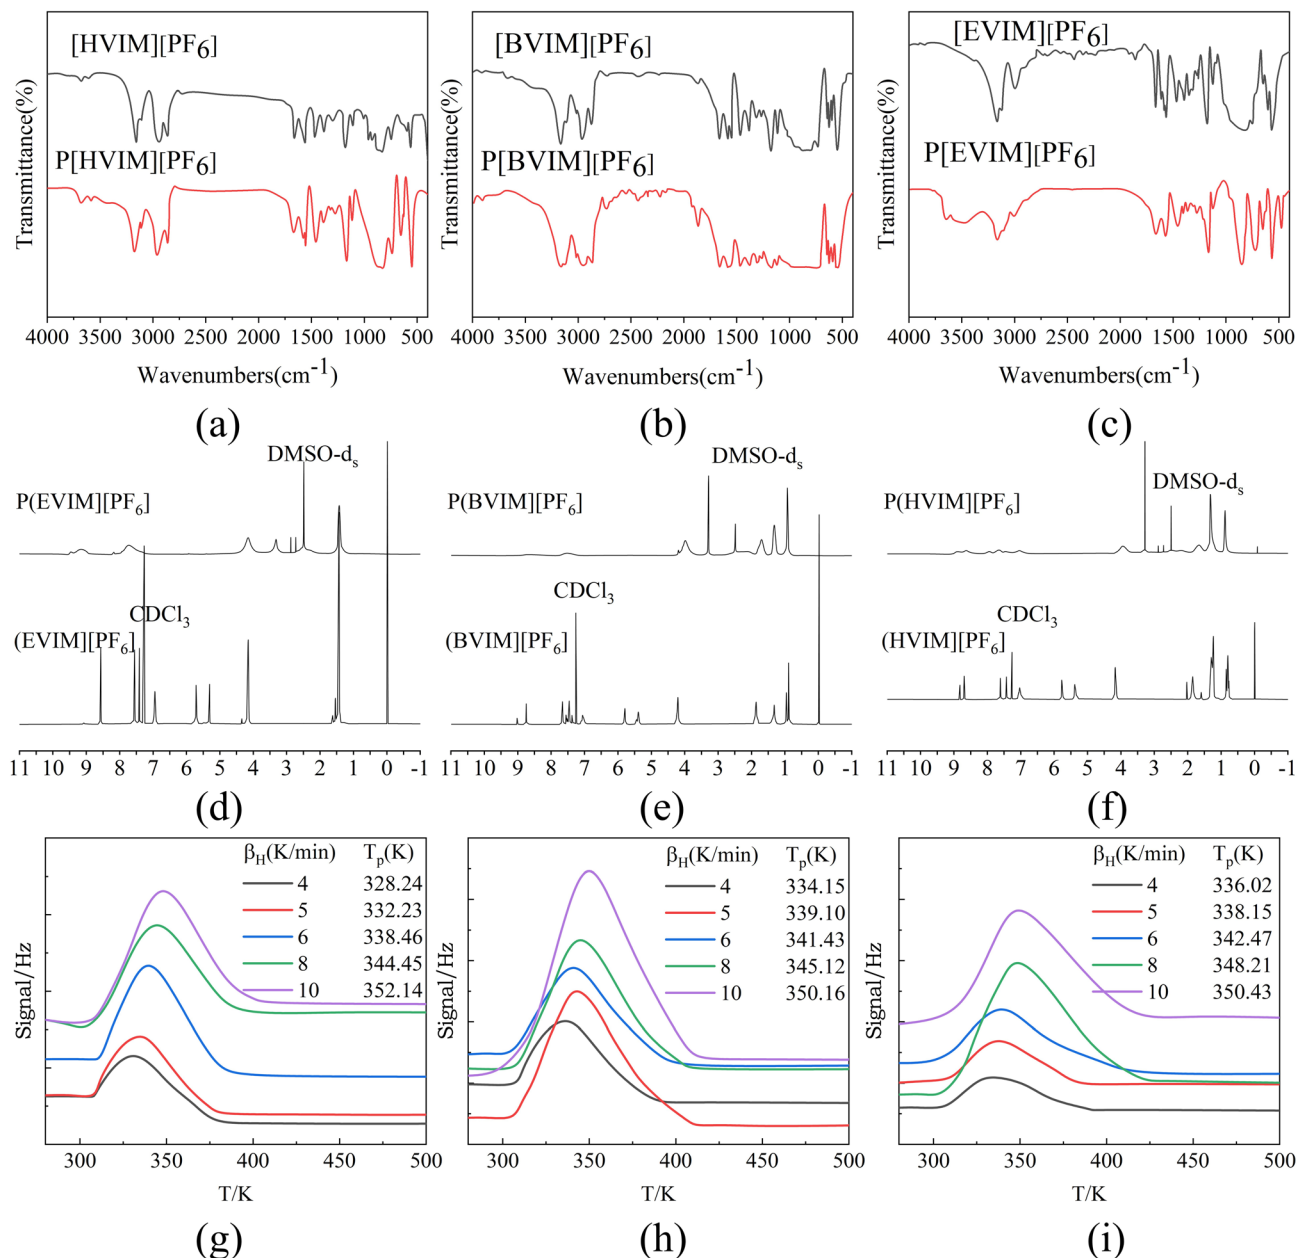 [HVIM][PF6]
P[HVIM][PF6]
Transmittance(%)
4000 3500 3000 2500 2000 1500 1000 500
Wavenumbers(cm-1)
(a)
[BVIM][PF6]
P[BVIM][PF6]
Transmittance(%)
4000 3500 3000 2500 2000 1500 1000 500
Wavenumbers(cm-1)
(b)
[EVIM][PF6]
P[EVIM][PF6]
Transmittance(%)
4000 3500 3000 2500 2000 1500 1000 500
Wavenumbers(cm-1)
(c)
DMSO-ds
P(EVIM][PF6]
CDCl3
(EVIM][PF6]
11 10 9 8 7 6 5 4 3 2 1 0 -1
(d)
DMSO-ds
P(BVIM][PF6]
CDCl3
(BVIM][PF6]
11 10 9 8 7 6 5 4 3 2 1 0 -1
(e)
DMSO-ds
P(HVIM][PF6]
CDCl3
(HVIM][PF6]
11 10 9 8 7 6 5 4 3 2 1 0 -1
(f)
βH(K/min) Tp(K)
4 328.24
5 332.23
6 338.46
8 344.45
10 352.14
Signal/Hz
300 350 400 450 500
T/K
(g)
βH(K/min) Tp(K)
4 334.15
5 339.10
6 341.43
8 345.12
10 350.16
Signal/Hz
300 350 400 450 500
T/K
(h)
βH(K/min) Tp(K)
4 336.02
5 338.15
6 342.47
8 348.21
10 350.43
Signal/Hz
300 350 400 450 500
T/K
(i)